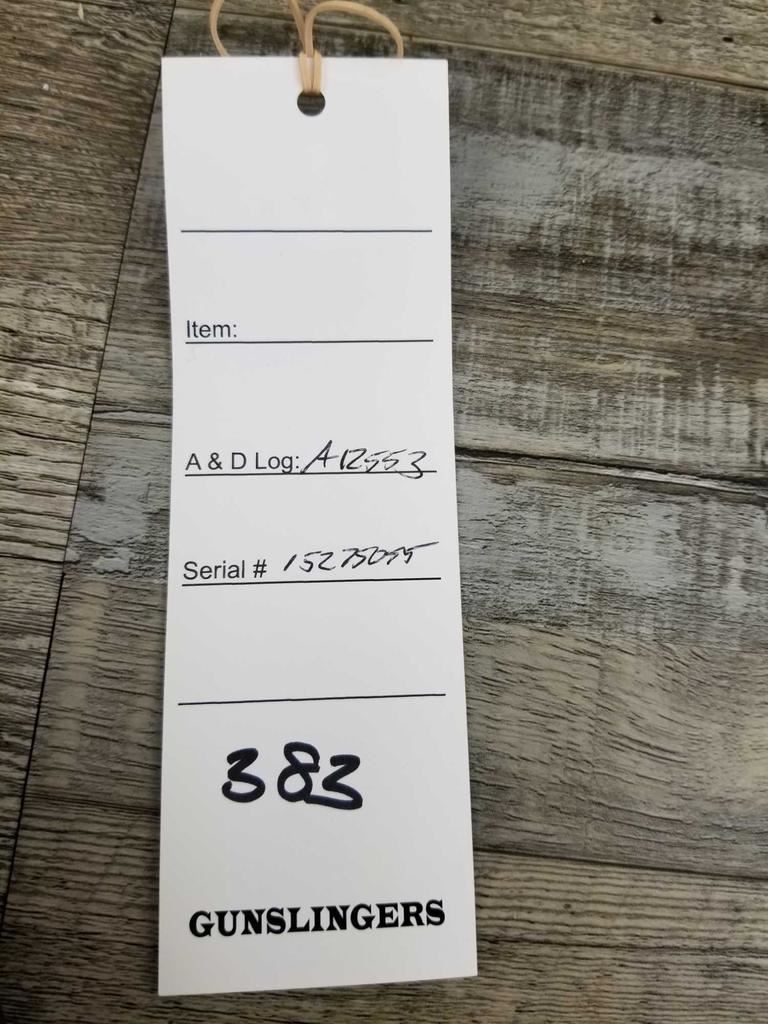 Item:
A & D Log: A12553
Serial # 15275055
383
GUNSLINGERS